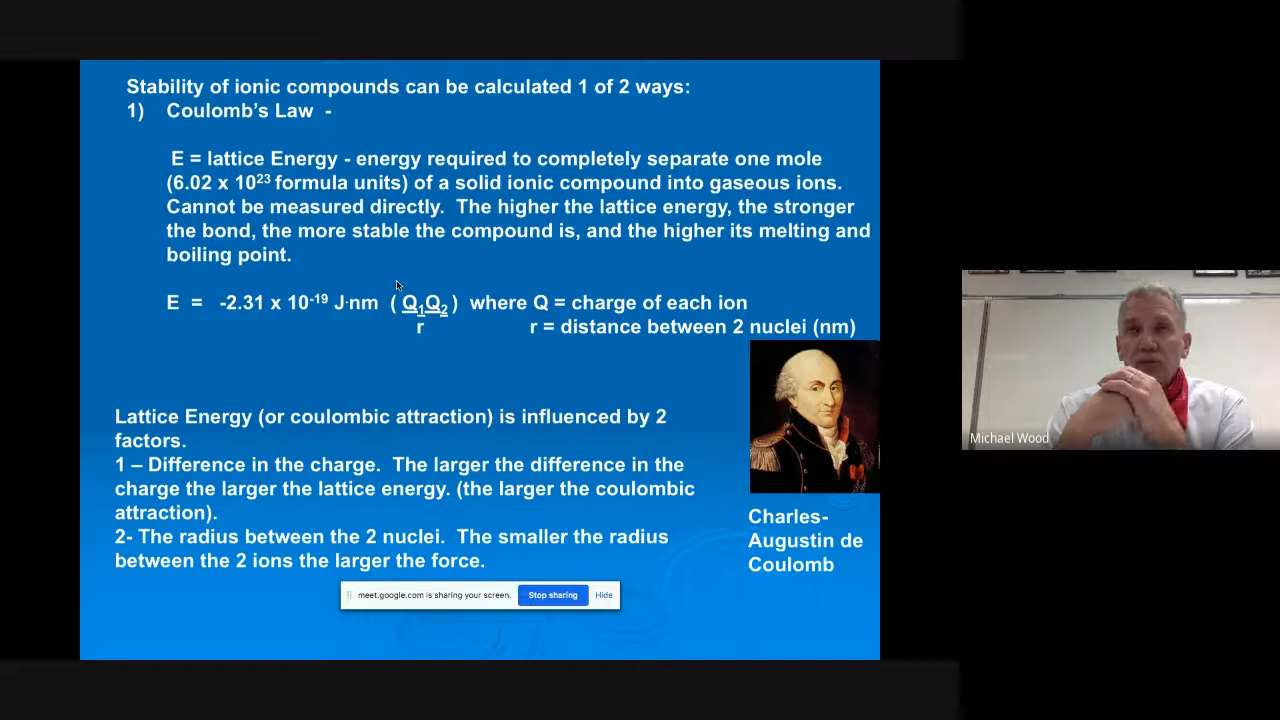 Stability of ionic compounds can be calculated 1 of 2 ways:
1) Coulomb's Law -
E = lattice Energy - energy required to completely separate one mole
(6.02 x 10²³ formula units) of a solid ionic compound into gaseous ions.
Cannot be measured directly. The higher the lattice energy, the stronger
the bond, the more stable the compound is, and the higher its melting and
boiling point.
E = -2.31 x 10⁻¹⁹ J·nm ( Q₁Q₂ ) where Q = charge of each ion
r r = distance between 2 nuclei (nm)
Lattice Energy (or coulombic attraction) is influenced by 2
factors.
1 – Difference in the charge. The larger the difference in the
charge the larger the lattice energy. (the larger the coulombic
attraction).
2- The radius between the 2 nuclei. The smaller the radius
between the 2 ions the larger the force.
Charles-
Augustin de
Coulomb
meet.google.com is sharing your screen. Stop sharing Hide
Michael Wood